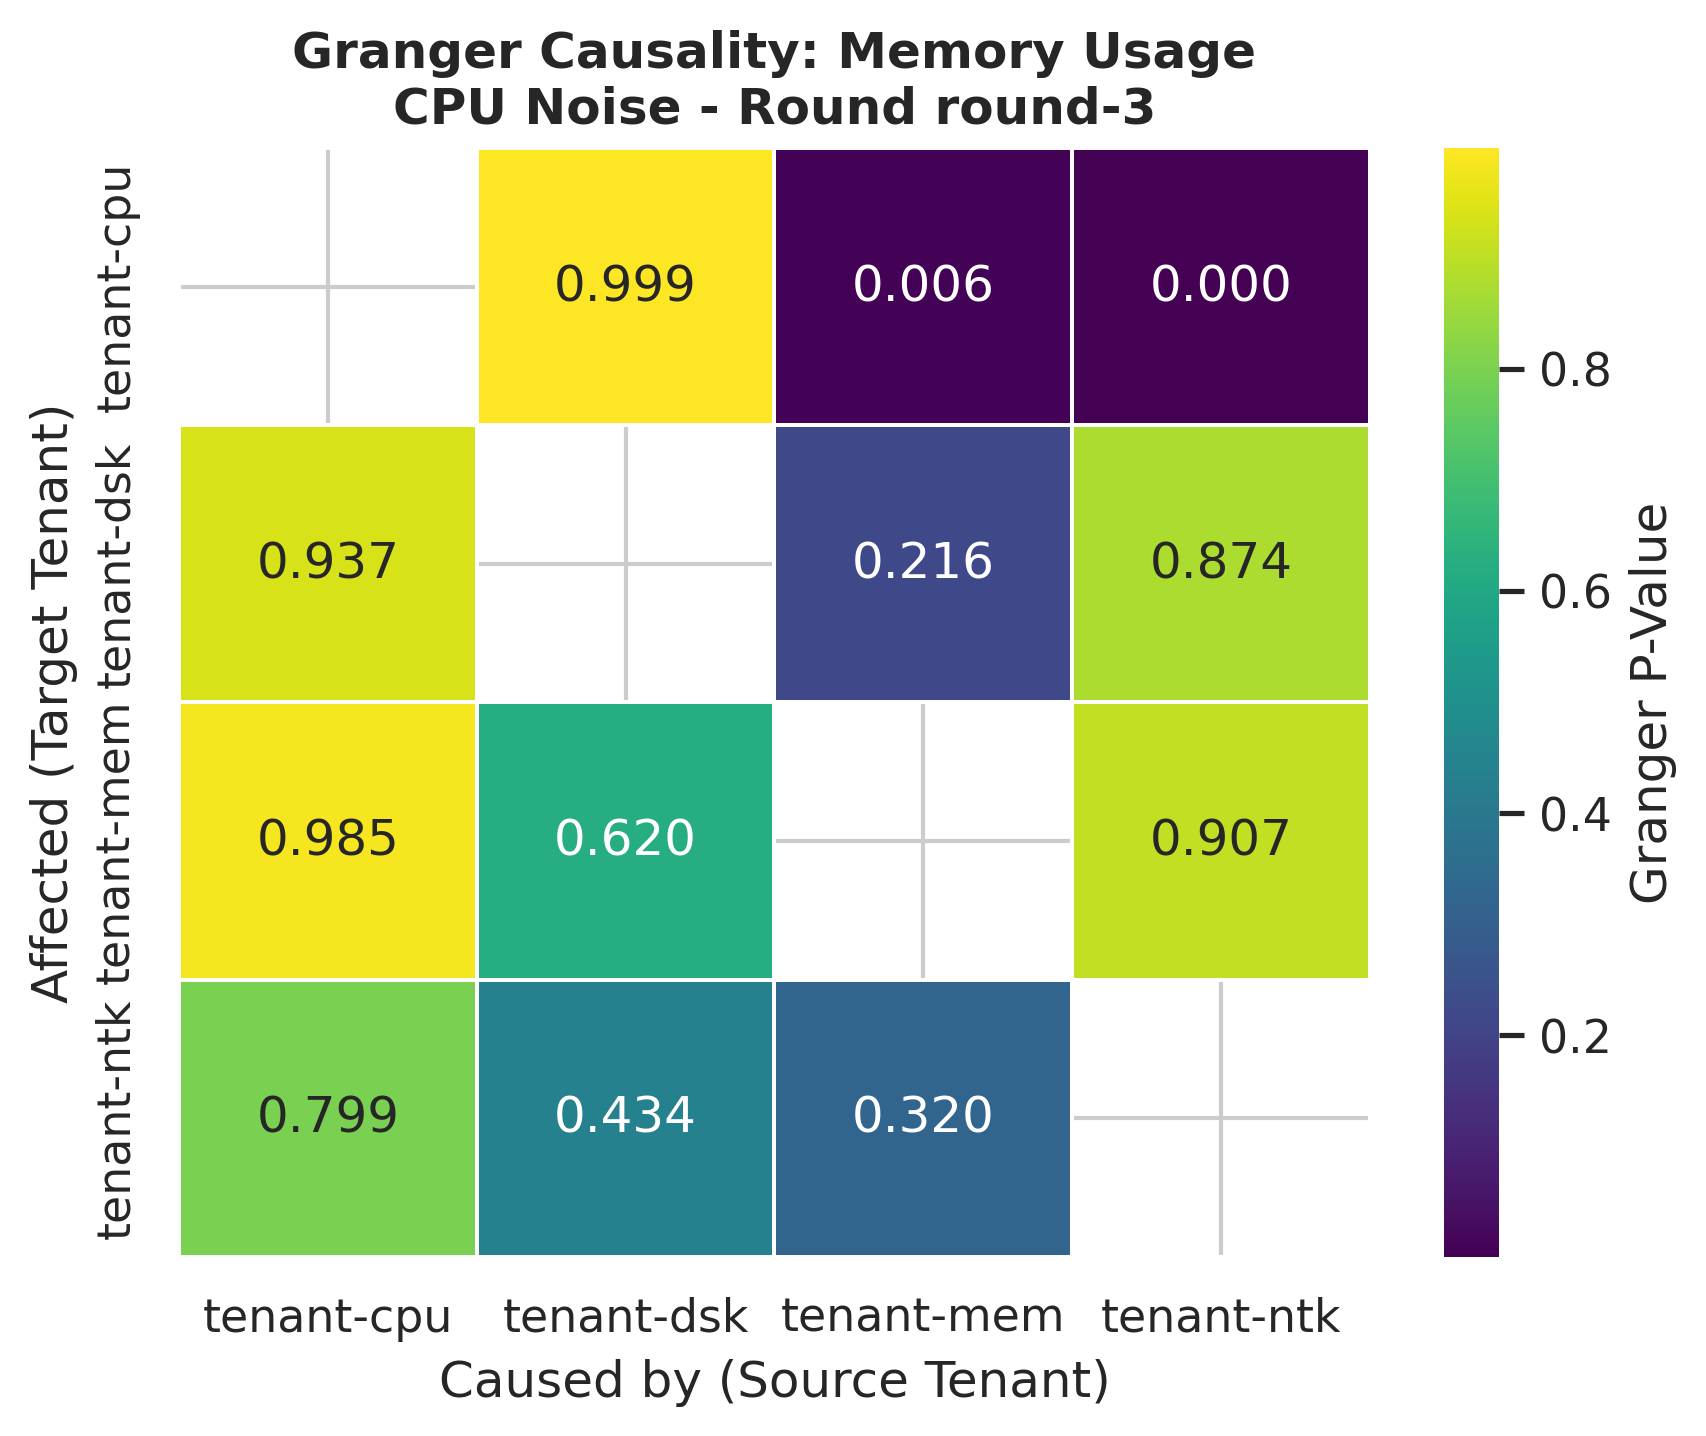 Granger Causality: Memory Usage
CPU Noise - Round round-3
Affected (Target Tenant)
tenant-cpu
0.999
0.006
0.000
tenant-dsk
0.937
0.216
0.874
tenant-mem
0.985
0.620
0.907
tenant-ntk
0.799
0.434
0.320
tenant-cpu
tenant-dsk
tenant-mem
tenant-ntk
Caused by (Source Tenant)
0.8
0.6
0.4
0.2
Granger P-Value